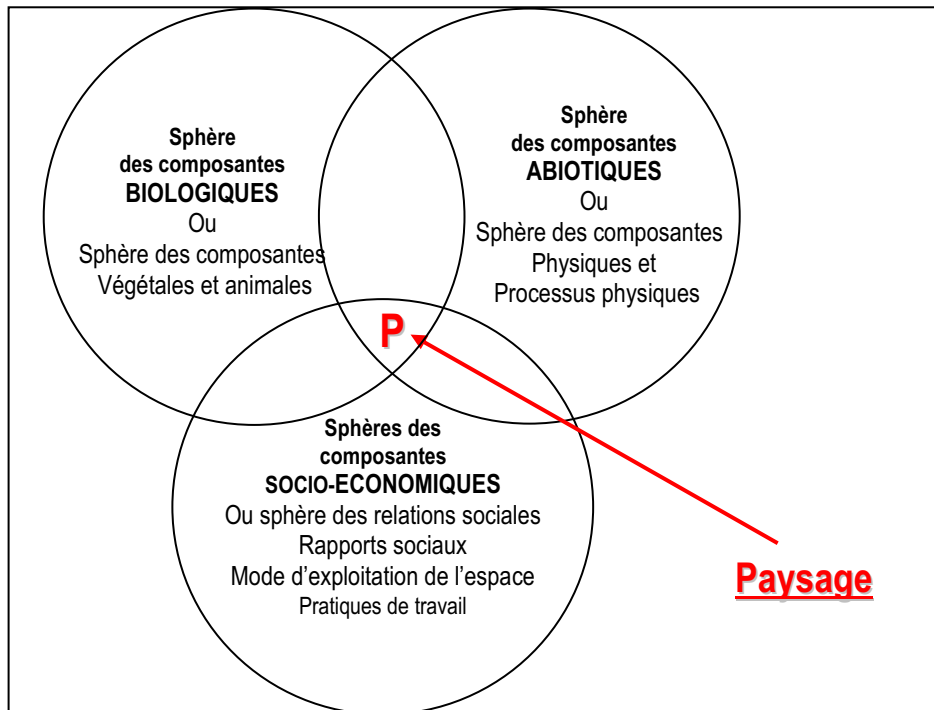 Sphère
des composantes
BIOLOGIQUES
Ou
Sphère des composantes
Végétales et animales
Sphère
des composantes
ABIOTIQUES
Ou
Sphère des composantes
Physiques et
Processus physiques
P
Sphères des
composantes
SOCIO-ECONOMIQUES
Ou sphère des relations sociales
Rapports sociaux
Mode d'exploitation de l'espace
Pratiques de travail
Paysage